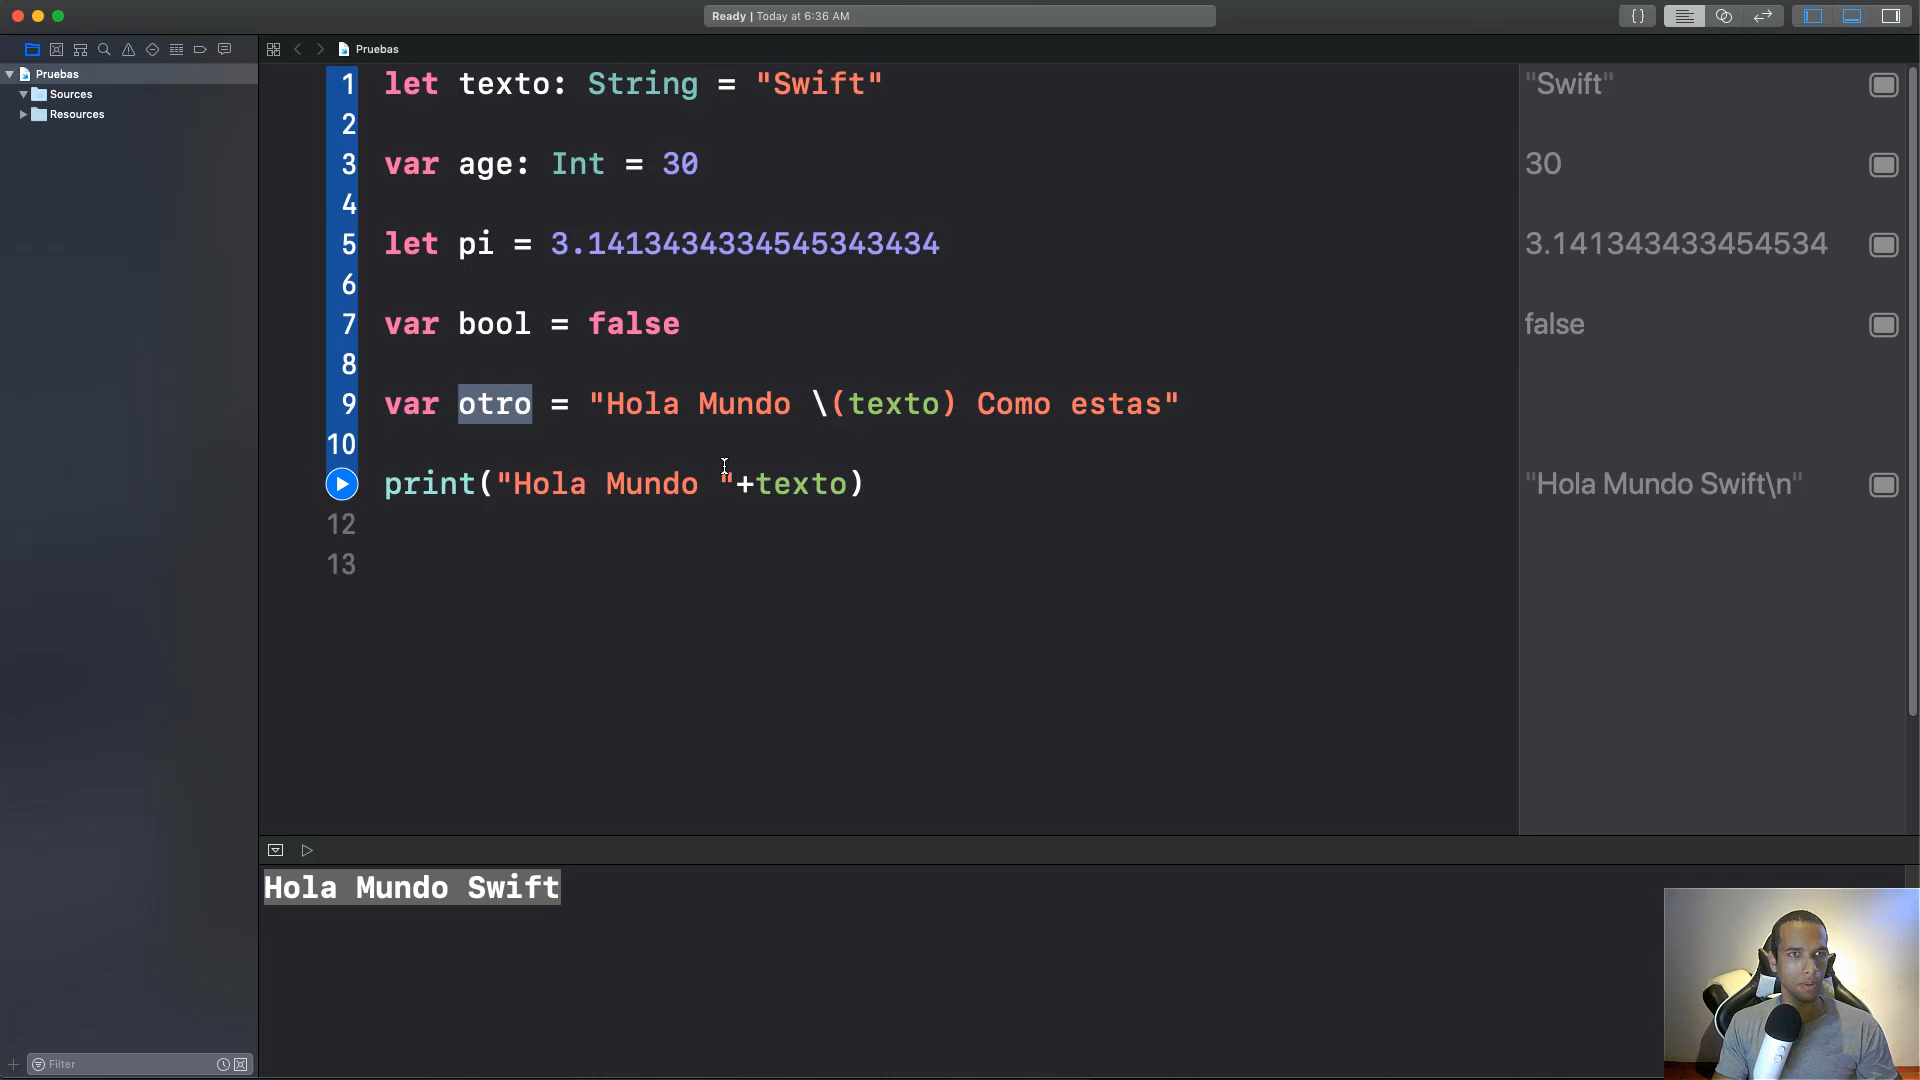 Ready | Today at 6:36 AM
{}
Pruebas
Pruebas
Sources
Resources
1 let texto: String = "Swift"
2
3 var age: Int = 30
4
5 let pi = 3.1413434334545343434
6
7 var bool = false
8
9 var otro = "Hola Mundo \(texto) Como estas"
10
print("Hola Mundo "+texto)
12
13
"Swift"
30
3.141343433454534
false
"Hola Mundo Swift\n"
Hola Mundo Swift
Filter